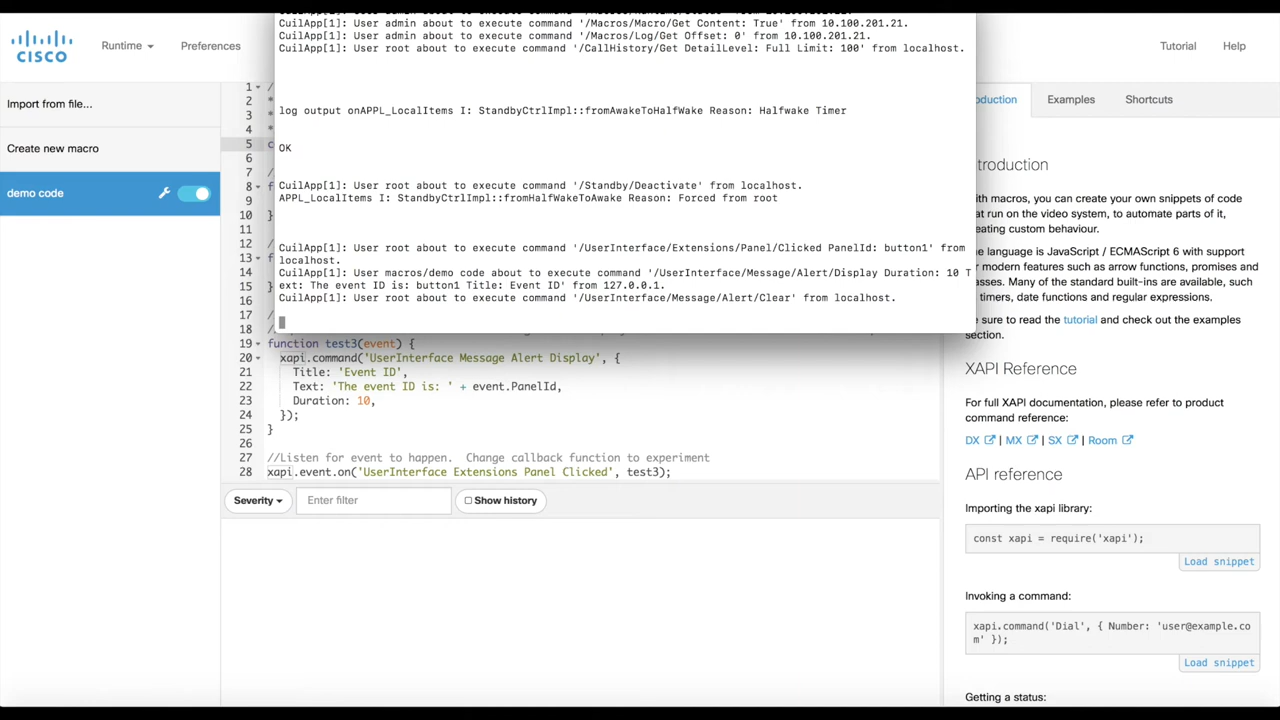 CISCO
Runtime
Preferences
Tutorial
Help
Import from file...
Create new macro
demo code
CuilApp[1]: User admin about to execute command '/Macros/Macro/Get Content: True' from 10.100.201.21.
CuilApp[1]: User admin about to execute command '/Macros/Log/Get Offset: 0' from 10.100.201.21.
CuilApp[1]: User root about to execute command '/CallHistory/Get DetailLevel: Full Limit: 100' from localhost.
log output onAPPL_LocalItems I: StandbyCtrlImpl::fromAwakeToHalfWake Reason: Halfwake Timer
OK
CuilApp[1]: User root about to execute command '/Standby/Deactivate' from localhost.
APPL_LocalItems I: StandbyCtrlImpl::fromHalfWakeToAwake Reason: Forced from root
CuilApp[1]: User root about to execute command '/UserInterface/Extensions/Panel/Clicked PanelId: button1' from
localhost.
CuilApp[1]: User macros/demo code about to execute command '/UserInterface/Message/Alert/Display Duration: 10 T
ext: The event ID is: button1 Title: Event ID' from 127.0.0.1.
CuilApp[1]: User root about to execute command '/UserInterface/Message/Alert/Clear' from localhost.
1 /
2 *
3 *
4 *
5 c
6
7 /
8 f
9
10 }
11
12 /
13 f
14
15 }
16
17 /
18 /
19 function test3(event) {
20 xapi.command('UserInterface Message Alert Display', {
21 Title: 'Event ID',
22 Text: 'The event ID is: ' + event.PanelId,
23 Duration: 10,
24 });
25 }
26
27 //Listen for event to happen. Change callback function to experiment
28 xapi.event.on('UserInterface Extensions Panel Clicked', test3);
Severity
Enter filter
Show history
oduction
Examples
Shortcuts
ntroduction
ith macros, you can create your own snippets of code
at run on the video system, to automate parts of it,
eating custom behaviour.
e language is JavaScript / ECMAScript 6 with support
r modern features such as arrow functions, promises and
asses. Many of the standard built-ins are available, such
timers, date functions and regular expressions.
e sure to read the tutorial and check out the examples
section.
XAPI Reference
For full XAPI documentation, please refer to product
command reference:
DX | MX | SX | Room
API reference
Importing the xapi library:
const xapi = require('xapi');
Load snippet
Invoking a command:
xapi.command('Dial', { Number: 'user@example.co
m' });
Load snippet
Getting a status: